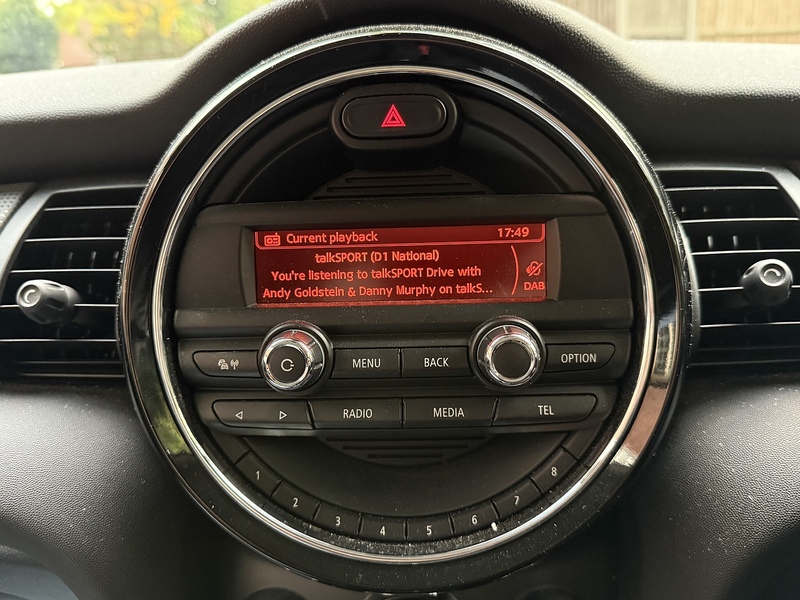 Current playback 17:49
talkSPORT (D1 National)
You're listening to talkSPORT Drive with
Andy Goldstein & Danny Murphy on talkS...
DAB
MENU BACK OPTION
RADIO MEDIA TEL
1 2 3 4 5 6 7 8